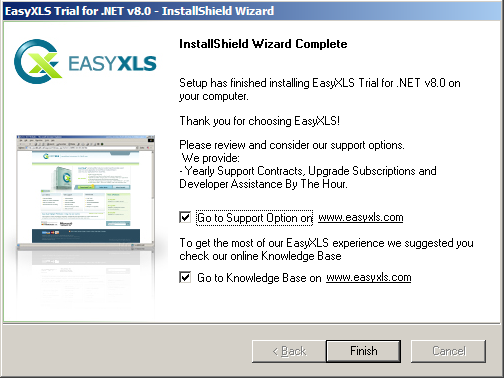 EasyXLS Trial for .NET v8.0 - InstallShield Wizard
EASYXLS
InstallShield Wizard Complete
Setup has finished installing EasyXLS Trial for .NET v8.0 on
your computer.
Thank you for choosing EasyXLS!
Please review and consider our support options.
We provide:
- Yearly Support Contracts, Upgrade Subscriptions and
Developer Assistance By The Hour.
Go to Support Option on www.easyxls.com
To get the most of our EasyXLS experience we suggested you
check our online Knowledge Base
Go to Knowledge Base on www.easyxls.com
< Back
Finish
Cancel